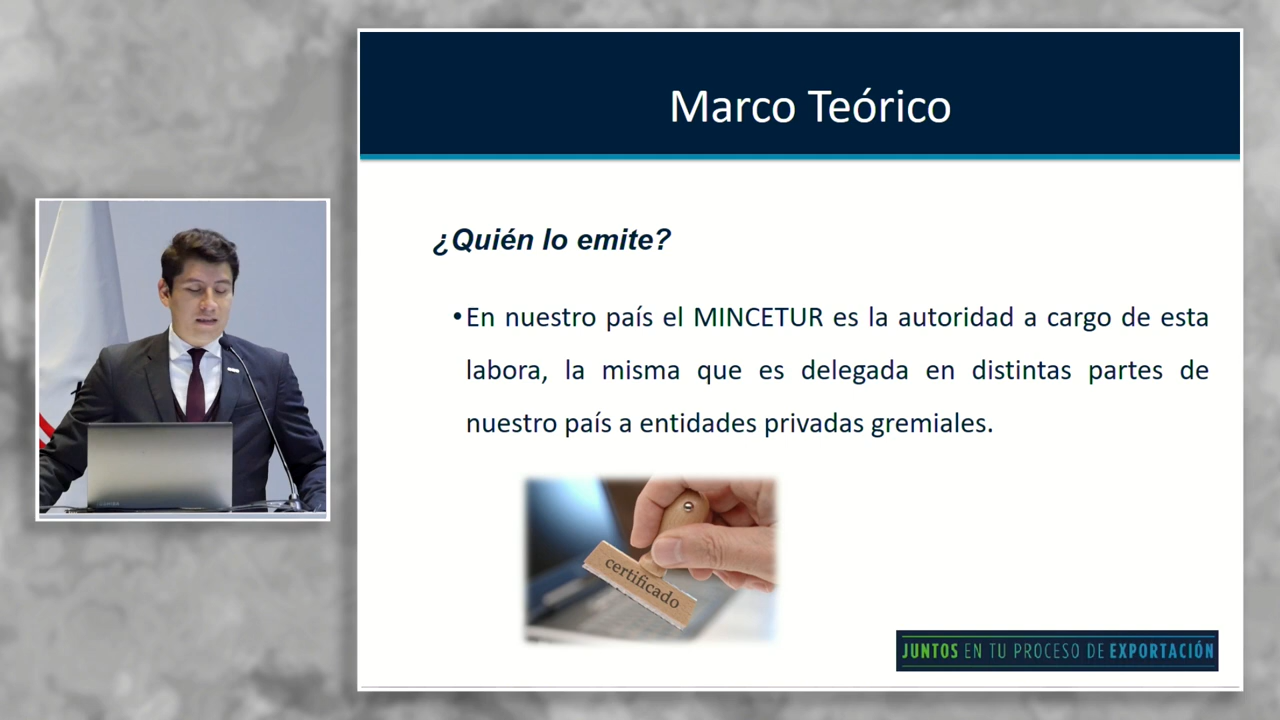 Marco Teórico
¿Quién lo emite?
•En nuestro país el MINCETUR es la autoridad a cargo de esta
labora, la misma que es delegada en distintas partes de
nuestro país a entidades privadas gremiales.
certificado
JUNTOS EN TU PROCESO DE EXPORTACIÓN